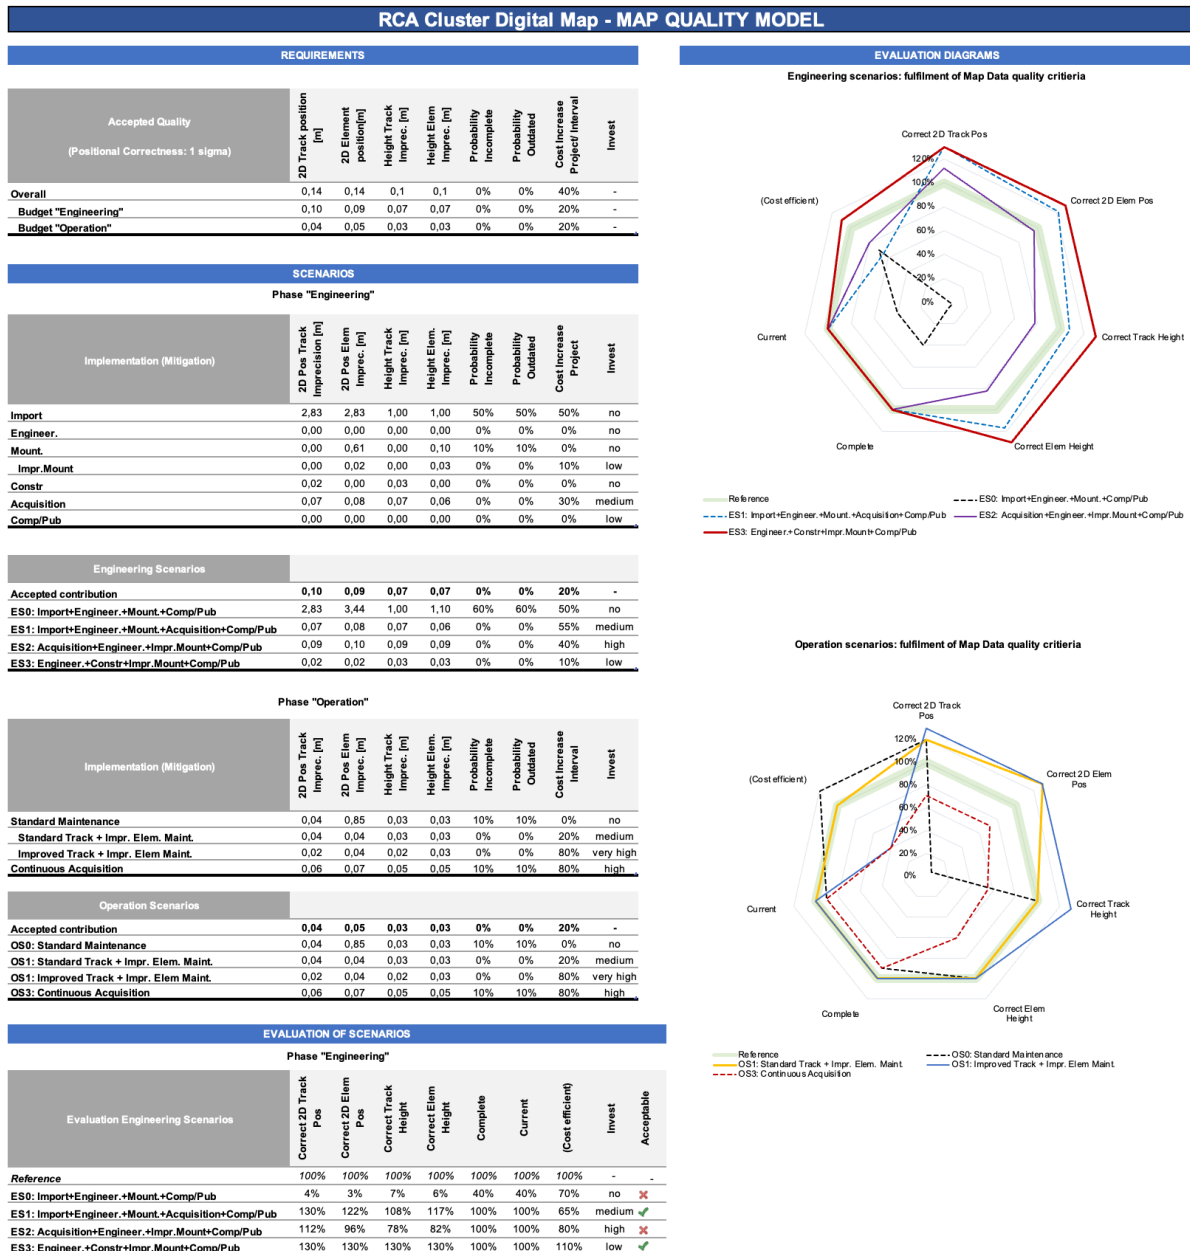 RCA Cluster Digital Map - MAP QUALITY MODEL
REQUIREMENTS
Accepted Quality
(Positional Correctness: 1 sigma)
2D Track position [m]
2D Element position[m]
Height Track Imprec. [m]
Height Elem Imprec. [m]
Probability Incomplete
Probability Outdated
Cost Increase Project/ Interval
Invest
Overall 0,14 0,14 0,1 0,1 0% 0% 40% -
Budget "Engineering" 0,10 0,09 0,07 0,07 0% 0% 20% -
Budget "Operation" 0,04 0,05 0,03 0,03 0% 0% 20% -
SCENARIOS
Phase "Engineering"
Implementation (Mitigation)
2D Pos Track Imprecision [m]
2D Pos Elem Imprec. [m]
Height Track Imprec. [m]
Height Elem. Imprec. [m]
Probability Incomplete
Probability Outdated
Cost Increase Project
Invest
Import 2,83 2,83 1,00 1,00 50% 50% 50% no
Engineer. 0,00 0,00 0,00 0,00 0% 0% 0% no
Mount. 0,00 0,61 0,00 0,10 10% 10% 0% no
Impr.Mount 0,00 0,02 0,00 0,03 0% 0% 10% low
Constr 0,02 0,00 0,03 0,00 0% 0% 0% no
Acquisition 0,07 0,08 0,07 0,06 0% 0% 30% medium
Comp/Pub 0,00 0,00 0,00 0,00 0% 0% 0% low
Engineering Scenarios
Accepted contribution 0,10 0,09 0,07 0,07 0% 0% 20% -
ES0: Import+Engineer.+Mount.+Comp/Pub 2,83 3,44 1,00 1,10 60% 60% 50% no
ES1: Import+Engineer.+Mount.+Acquisition+Comp/Pub 0,07 0,08 0,07 0,06 0% 0% 55% medium
ES2: Acquisition+Engineer.+Impr.Mount+Comp/Pub 0,09 0,10 0,09 0,09 0% 0% 40% high
ES3: Engineer.+Constr+Impr.Mount+Comp/Pub 0,02 0,02 0,03 0,03 0% 0% 10% low
Phase "Operation"
Implementation (Mitigation)
2D Pos Track Imprec. [m]
2D Pos Elem Imprec. [m]
Height Track Imprec. [m]
Height Elem. Imprec. [m]
Probability Incomplete
Probability Outdated
Cost Increase Interval
Invest
Standard Maintenance 0,04 0,85 0,03 0,03 10% 10% 0% no
Standard Track + Impr. Elem. Maint. 0,04 0,04 0,03 0,03 0% 0% 20% medium
Improved Track + Impr. Elem Maint. 0,02 0,04 0,02 0,03 0% 0% 80% very high
Continuous Acquisition 0,06 0,07 0,05 0,05 10% 10% 80% high
Operation Scenarios
Accepted contribution 0,04 0,05 0,03 0,03 0% 0% 20% -
OS0: Standard Maintenance 0,04 0,85 0,03 0,03 10% 10% 0% no
OS1: Standard Track + Impr. Elem. Maint. 0,04 0,04 0,03 0,03 0% 0% 20% medium
OS1: Improved Track + Impr. Elem Maint. 0,02 0,04 0,02 0,03 0% 0% 80% very high
OS3: Continuous Acquisition 0,06 0,07 0,05 0,05 10% 10% 80% high
EVALUATION OF SCENARIOS
Phase "Engineering"
Evaluation Engineering Scenarios
Correct 2D Track Pos
Correct 2D Elem Pos
Correct Track Height
Correct Elem Height
Complete
Current
(Cost efficient)
Invest
Acceptable
Reference 100% 100% 100% 100% 100% 100% 100% - -
ES0: Import+Engineer.+Mount.+Comp/Pub 4% 3% 7% 6% 40% 40% 70% no
ES1: Import+Engineer.+Mount.+Acquisition+Comp/Pub 130% 122% 108% 117% 100% 100% 65% medium
ES2: Acquisition+Engineer.+Impr.Mount+Comp/Pub 112% 96% 78% 82% 100% 100% 80% high
ES3: Engineer.+Constr+Impr.Mount+Comp/Pub 130% 130% 130% 130% 100% 100% 110% low
EVALUATION DIAGRAMS
Engineering scenarios: fulfilment of Map Data quality critieria
Correct 2D Track Pos
120%
100%
80%
60%
40%
20%
0%
(Cost efficient)
Correct 2D Elem Pos
Current
Correct Track Height
Complete
Correct Elem Height
Reference
ES0: Import+Engineer.+Mount.+Comp/Pub
ES1: Import+Engineer.+Mount.+Acquisition+Comp/Pub
ES2: Acquisition+Engineer.+Impr.Mount+Comp/Pub
ES3: Engineer.+Constr+Impr.Mount+Comp/Pub
Operation scenarios: fulfilment of Map Data quality critieria
Correct 2D Track
Pos
120%
100%
80%
60%
40%
20%
0%
(Cost efficient)
Correct 2D Elem
Pos
Current
Correct Track
Height
Complete
Correct Elem
Height
Reference
OS0: Standard Maintenance
OS1: Standard Track + Impr. Elem. Maint.
OS1: Improved Track + Impr. Elem Maint.
OS3: Continuous Acquisition